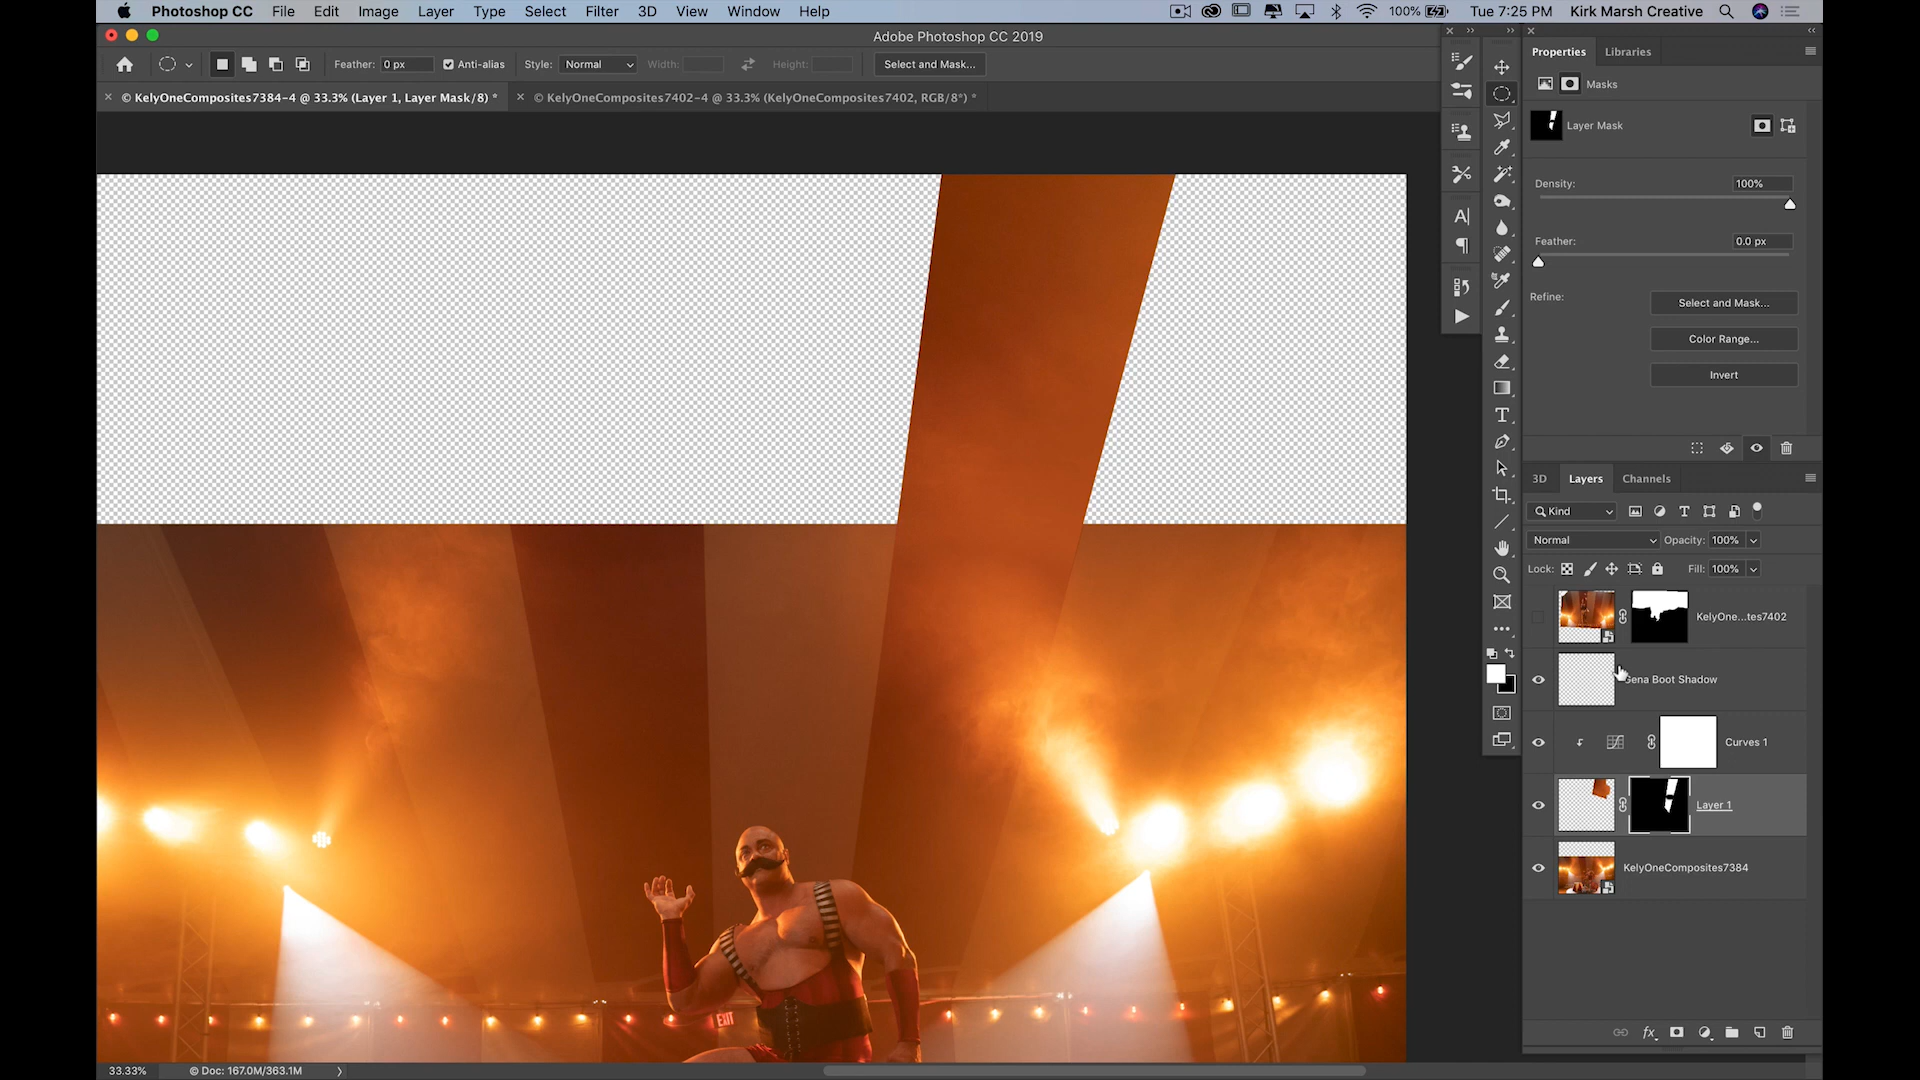 Photoshop CC File Edit Image Layer Type Select Filter 3D View Window Help 100% Tue 7:25 PM Kirk Marsh Creative
Adobe Photoshop CC 2019
Feather: 0 px Anti-alias Style: Normal Width: Height: Select and Mask...
© KelyOneComposites7384-4 @ 33.3% (Layer 1, Layer Mask/8) * © KelyOneComposites7402-4 @ 33.3% (KelyOneComposites7402, RGB/8*) *
Properties Libraries
Masks
Layer Mask
Density: 100%
Feather: 0.0 px
Refine:
Select and Mask...
Color Range...
Invert
3D Layers Channels
Kind
Normal Opacity: 100%
Lock: Fill: 100%
KelyOne...tes7402
Gena Boot Shadow
Curves 1
Layer 1
KelyOneComposites7384
EXIT
33.33% © Doc: 167.0M/363.1M